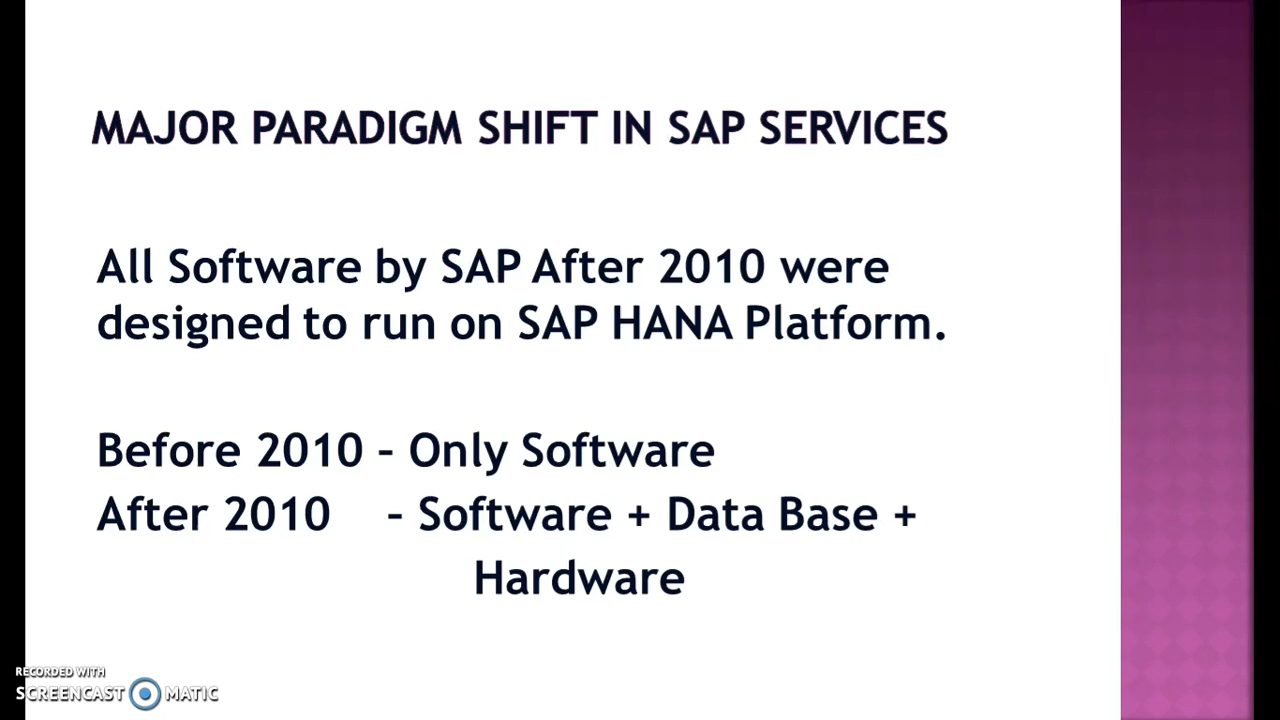 MAJOR PARADIGM SHIFT IN SAP SERVICES
All Software by SAP After 2010 were
designed to run on SAP HANA Platform.
Before 2010 – Only Software
After 2010 – Software + Data Base +
Hardware
RECORDED WITH
SCREENCAST MATIC